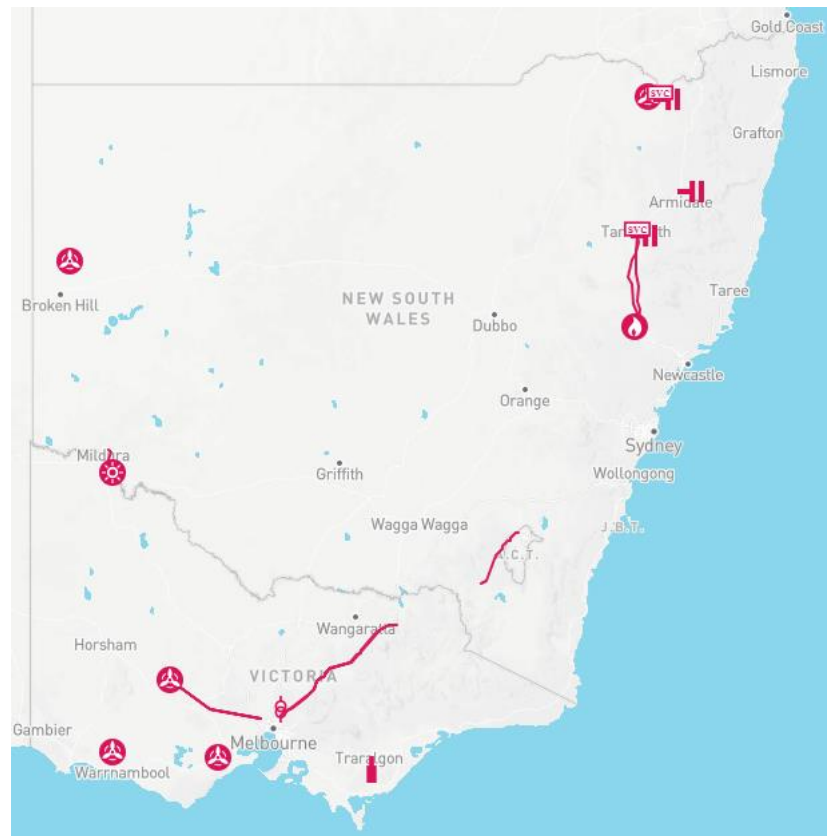 Gold Coast
Lismore
svc
Grafton
Armidale
svc
Taree
Broken Hill
NEW SOUTH
WALES
Dubbo
Newcastle
Orange
Sydney
Mildura
Griffith
Wollongong
Wagga Wagga
J.B.T.
Wangaratta
Horsham
VICTORIA
Gambier
Melbourne
Traralgon
Warrnambool